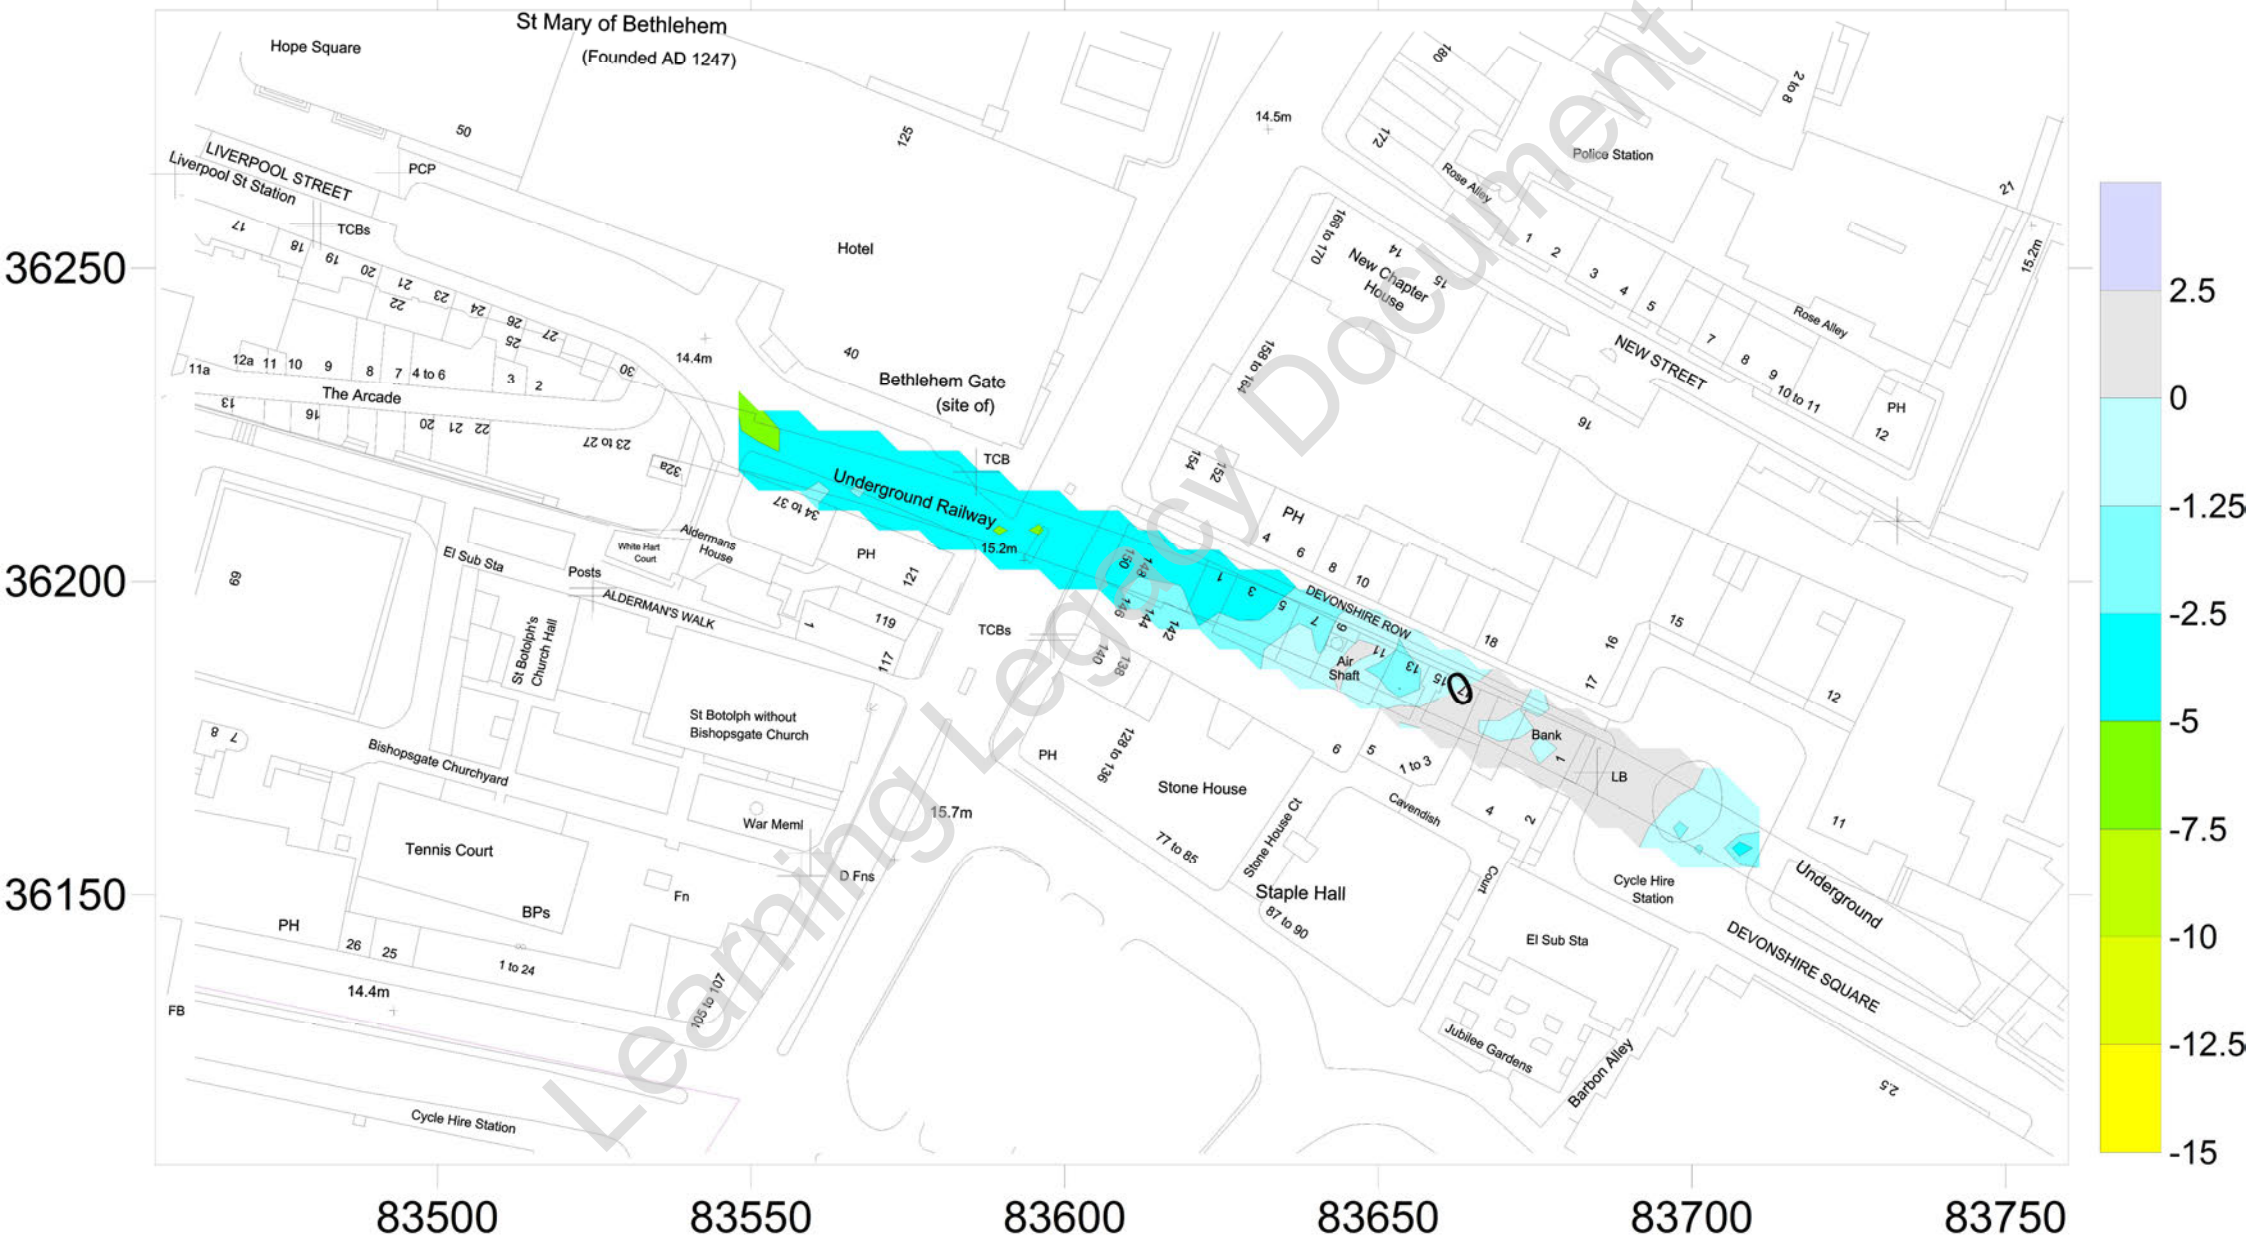 St Mary of Bethlehem
(Founded AD 1247)
Hope Square
50
125
14.5m
180
2 to 8
172
Police Station
Rose Alley
21
LIVERPOOL STREET
Liverpool St Station
PCP
TCBs
17
18
19
20
21
22
23
24
25
26
27
30
Hotel
166 to 170
14
15
New Chapter
House
1
2
3
4
5
7
8
9
10 to 11
Rose Alley
15.2m
36250
2.5
NEW STREET
PH
12
16
14.4m
40
158 to 164
11a
12a
11
10
9
8
7
4 to 6
3
2
The Arcade
13
16
20
21
22
23 to 27
32a
Bethlehem Gate
(site of)
0
TCB
154
152
Underground Railway
34 to 37
PH
4
6
8
10
-1.25
15.2m
Aldermans
House
White Hart
Court
PH
121
El Sub Sta
Posts
69
36200
150
148
146
144
142
1
3
5
7
9
11
13
15
17
DEVONSHIRE ROW
18
16
17
15
12
-2.5
ALDERMAN'S WALK
1
119
117
TCBs
140
138
Air
Shaft
St Botolph's
Church Hall
St Botolph without
Bishopsgate Church
8
7
Bishopsgate Churchyard
PH
128 to 136
Stone House
6
5
1 to 3
Bank
1
LB
-5
Cavendish
Court
4
2
11
War Meml
15.7m
Tennis Court
77 to 85
Stone House Ct
-7.5
D Fns
36150
Fn
BPs
PH
26
25
1 to 24
Staple Hall
87 to 90
Cycle Hire
Station
Underground
El Sub Sta
DEVONSHIRE SQUARE
-10
14.4m
FB
105 to 107
Jubilee Gardens
Barbon Alley
2.5
-12.5
Cycle Hire Station
-15
83500
83550
83600
83650
83700
83750
Learning Legacy Document